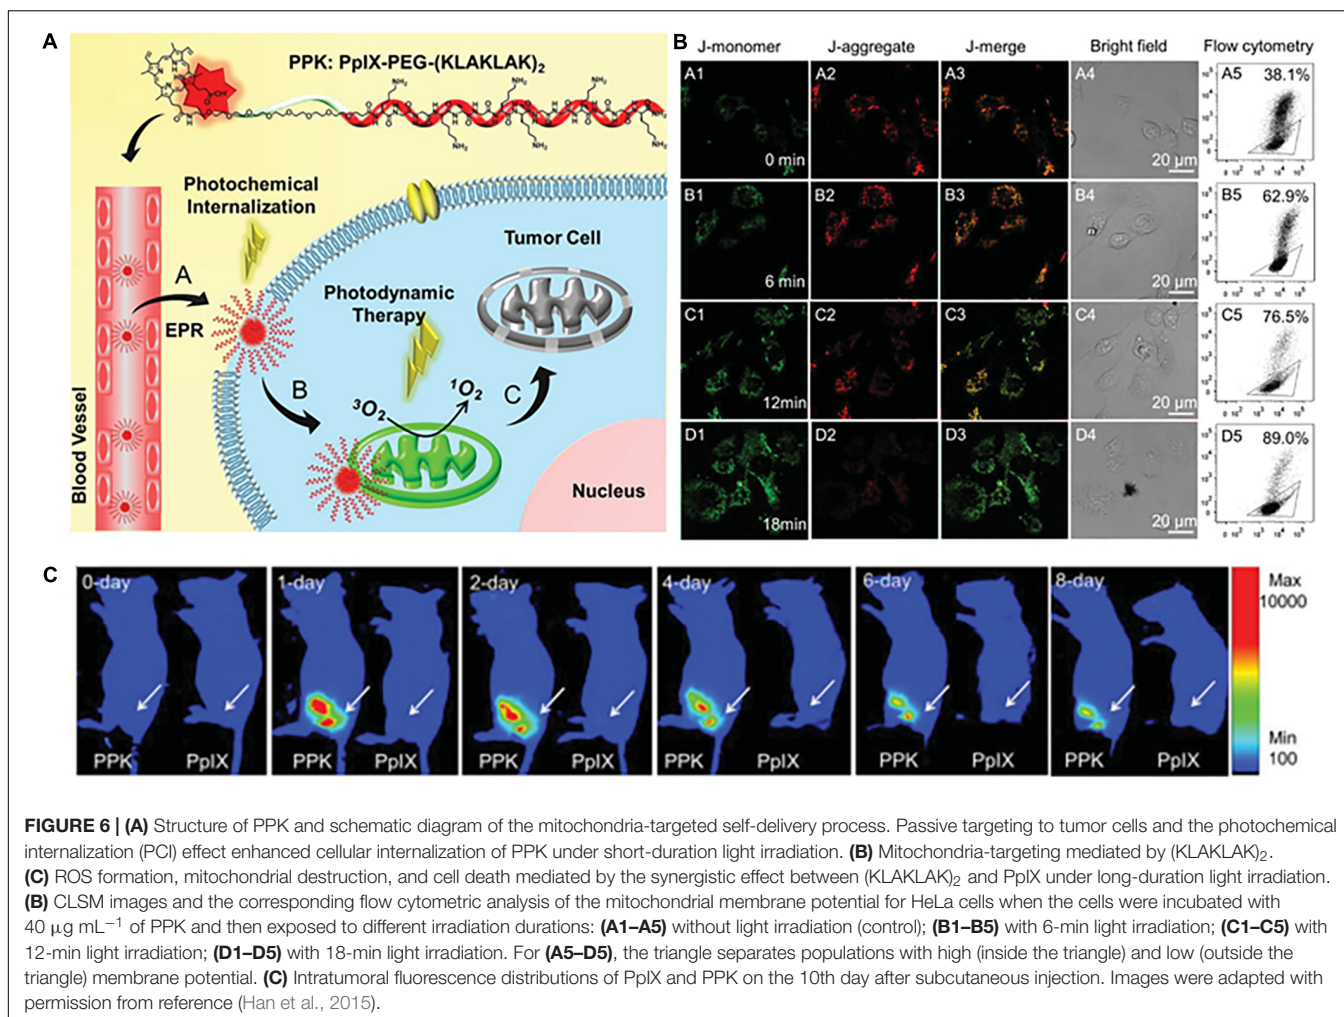 A
PPK: PpIX-PEG-(KLAKLAK)2
OH
NH2
NH2
NH2
NH2
NH2
NH2
NH2
Photochemical
Internalization
A
EPR
Blood Vessel
Tumor Cell
Photodynamic
Therapy
B
³O₂
¹O₂
C
Nucleus
B
J-monomer J-aggregate J-merge Bright field Flow cytometry
A1 A2 A3 A4 A5 38.1%
0 min 20 µm
B1 B2 B3 B4 B5 62.9%
6 min 20 µm
C1 C2 C3 C4 C5 76.5%
12min 20 µm
D1 D2 D3 D4 D5 89.0%
18min 20 µm
0 10² 10³ 10⁴ 10⁵
C
0-day 1-day 2-day 4-day 6-day 8-day
Max
10000
Min
100
PPK PpIX PPK PpIX PPK PpIX PPK PpIX PPK PpIX PPK PpIX
FIGURE 6 | (A) Structure of PPK and schematic diagram of the mitochondria-targeted self-delivery process. Passive targeting to tumor cells and the photochemical
internalization (PCI) effect enhanced cellular internalization of PPK under short-duration light irradiation. (B) Mitochondria-targeting mediated by (KLAKLAK)2.
(C) ROS formation, mitochondrial destruction, and cell death mediated by the synergistic effect between (KLAKLAK)2 and PpIX under long-duration light irradiation.
(B) CLSM images and the corresponding flow cytometric analysis of the mitochondrial membrane potential for HeLa cells when the cells were incubated with
40 µg mL−1 of PPK and then exposed to different irradiation durations: (A1–A5) without light irradiation (control); (B1–B5) with 6-min light irradiation; (C1–C5) with
12-min light irradiation; (D1–D5) with 18-min light irradiation. For (A5–D5), the triangle separates populations with high (inside the triangle) and low (outside the
triangle) membrane potential. (C) Intratumoral fluorescence distributions of PpIX and PPK on the 10th day after subcutaneous injection. Images were adapted with
permission from reference (Han et al., 2015).